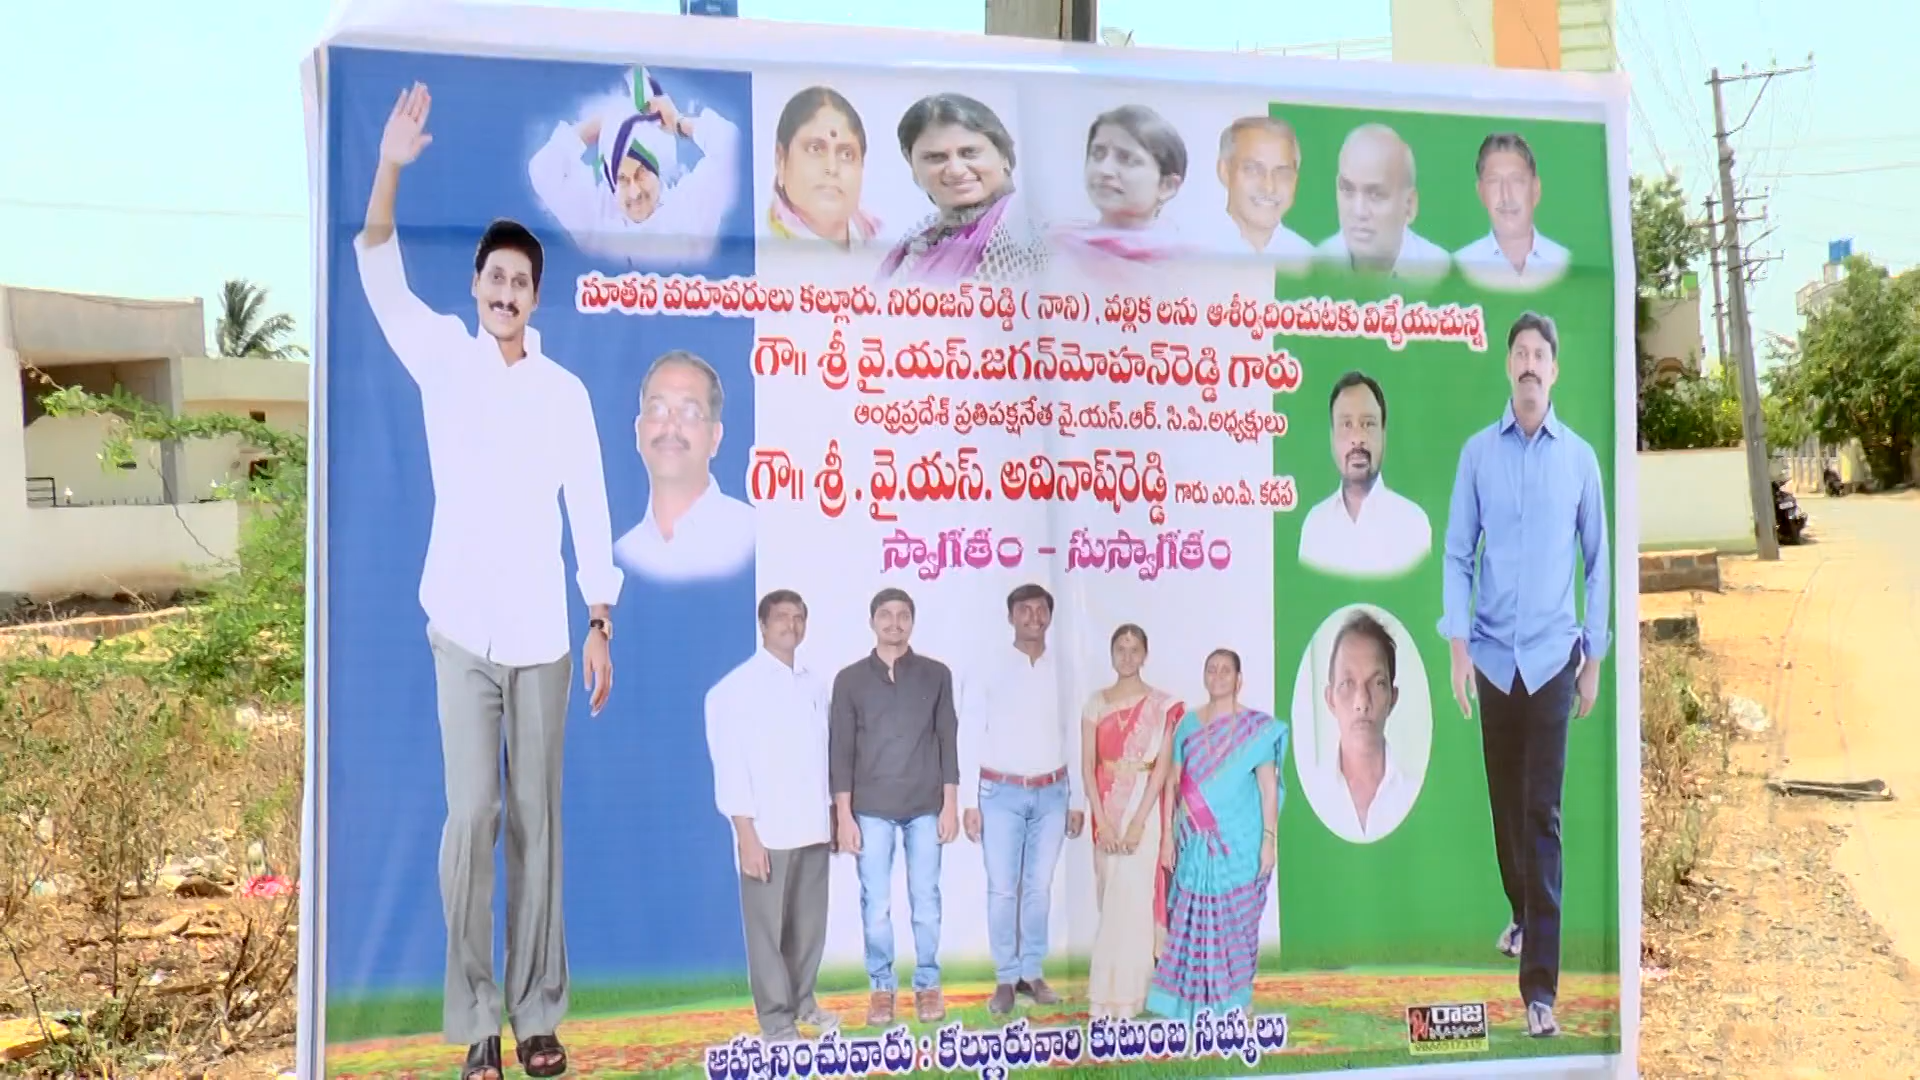 నూతన వదూవరులు కల్లూరు. నిరంజన్ రెడ్డి ( నాని), వల్లిక లను ఆశీర్వదించుటకు విచ్చేయుచున్న
గౌ॥ శ్రీ వై.యస్.జగన్‌మోహన్‌రెడ్డి గారు
ఆంధ్రప్రదేశ్ ప్రతిపక్షనేత వై.యస్.ఆర్. సి.పి.అధ్యక్షులు
గౌ॥ శ్రీ . వై.యస్. అవినాష్‌రెడ్డి గారు ఎం.పి. కడప
స్వాగతం – సుస్వాగతం
ఆహ్వానించువారు : కల్లూరువారి కుటుంబ సభ్యులు
రాజ